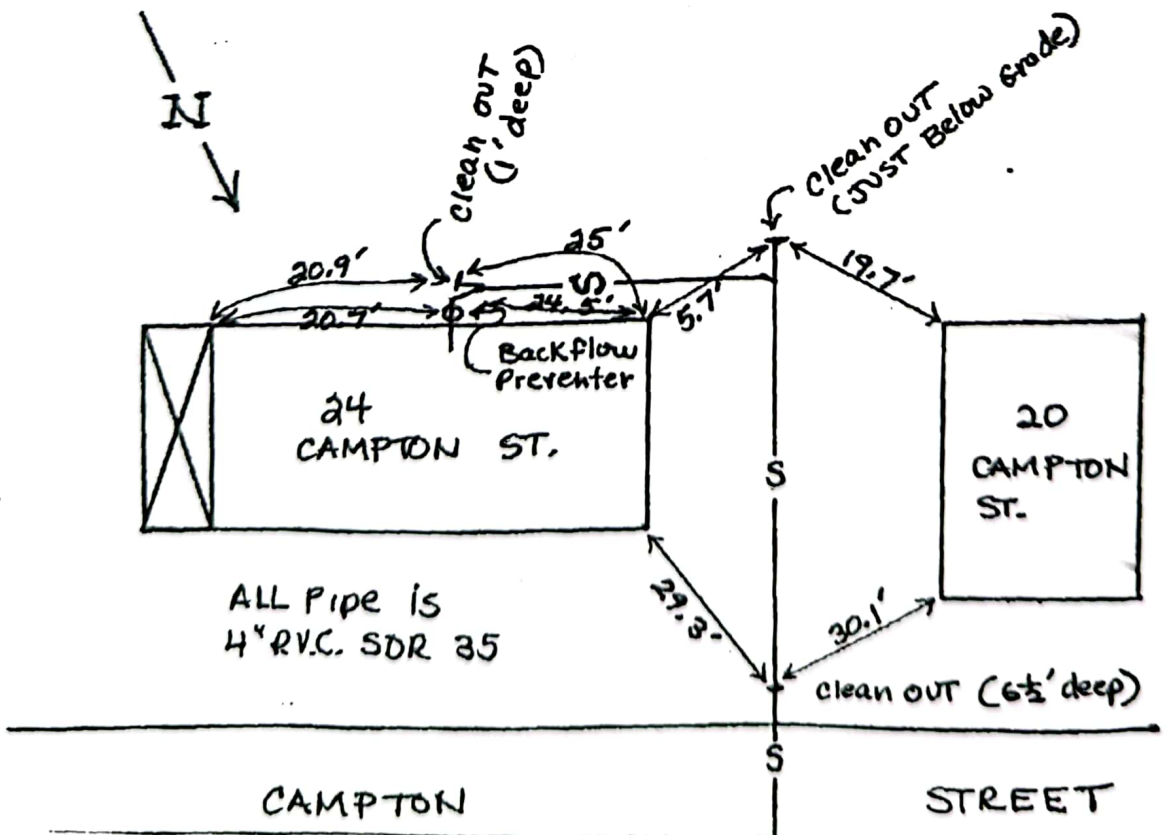 N
Clean OUT
(1' deep)
Clean OUT
(JUST Below Grade)
20.9'
25'
S
19.7'
20.9'
24.5'
5.7'
Backflow
Preventer
24
CAMPTON ST.
20
CAMPTON
ST.
S
ALL Pipe is
4" P.V.C. SDR 35
29.3'
30.1'
Clean OUT (6½' deep)
S
CAMPTON STREET